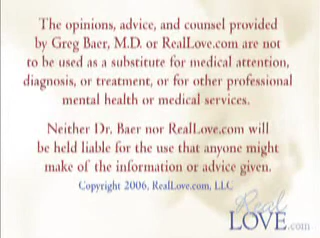 The opinions, advice, and counsel provided
by Greg Baer, M.D. or RealLove.com are not
to be used as a substitute for medical attention,
diagnosis, or treatment, or for other professional
mental health or medical services.
Neither Dr. Baer nor RealLove.com will
be held liable for the use that anyone might
make of the information or advice given.
Copyright 2006, RealLove.com, LLC
Real
LOVE.com